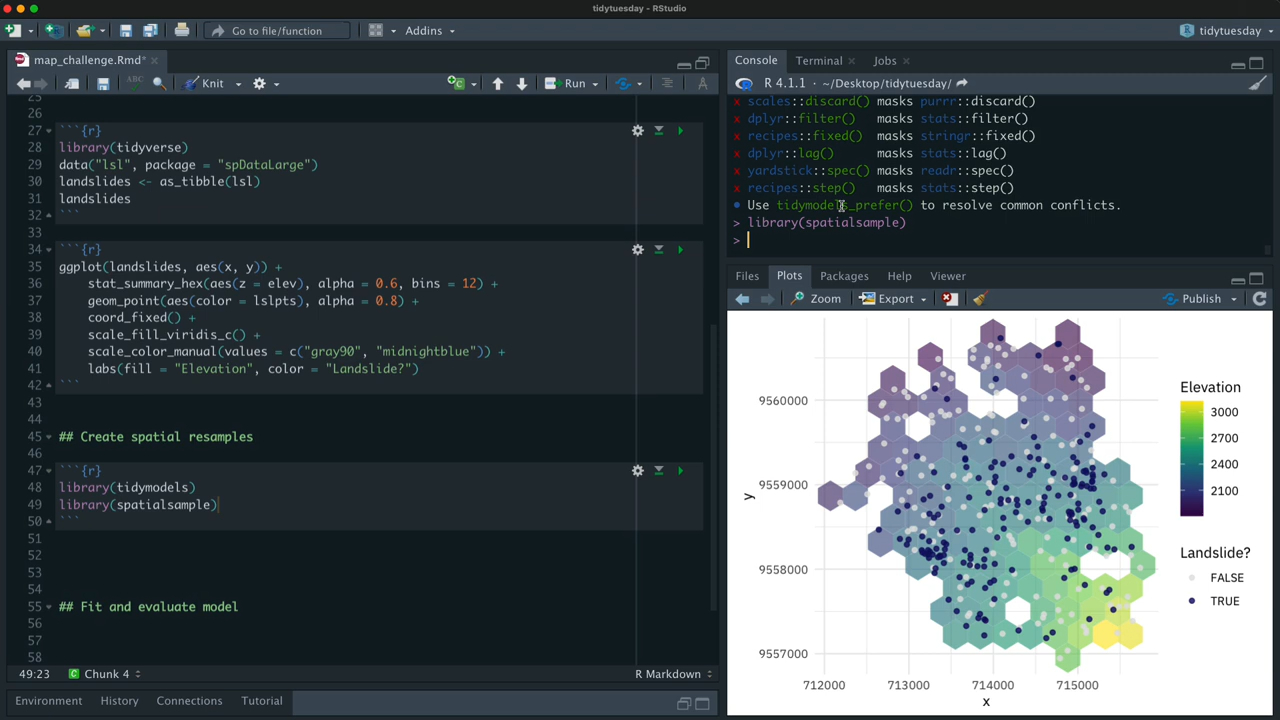 tidytuesday - RStudio
Go to file/function
Addins
tidytuesday
map_challenge.Rmd*
ABC
Knit
Run
25
26
27 ```{r}
28 library(tidyverse)
29 data("lsl", package = "spDataLarge")
30 landslides <- as_tibble(lsl)
31 landslides
32 ```
33
34 ```{r}
35 ggplot(landslides, aes(x, y)) +
36 stat_summary_hex(aes(z = elev), alpha = 0.6, bins = 12) +
37 geom_point(aes(color = lslpts), alpha = 0.8) +
38 coord_fixed() +
39 scale_fill_viridis_c() +
40 scale_color_manual(values = c("gray90", "midnightblue")) +
41 labs(fill = "Elevation", color = "Landslide?")
42 ```
43
44
45 ## Create spatial resamples
46
47 ```{r}
48 library(tidymodels)
49 library(spatialsample)
50 ```
51
52
53
54
55 ## Fit and evaluate model
56
57
58
49:23 Chunk 4 R Markdown
Environment History Connections Tutorial
Console Terminal Jobs
R 4.1.1 · ~/Desktop/tidytuesday/
x scales::discard() masks purrr::discard()
x dplyr::filter() masks stats::filter()
x recipes::fixed() masks stringr::fixed()
x dplyr::lag() masks stats::lag()
x yardstick::spec() masks readr::spec()
x recipes::step() masks stats::step()
• Use tidymodels_prefer() to resolve common conflicts.
> library(spatialsample)
>
Files Plots Packages Help Viewer
Zoom Export Publish
9560000
9559000
9558000
9557000
y
712000 713000 714000 715000
x
Elevation
3000
2700
2400
2100
Landslide?
FALSE
TRUE